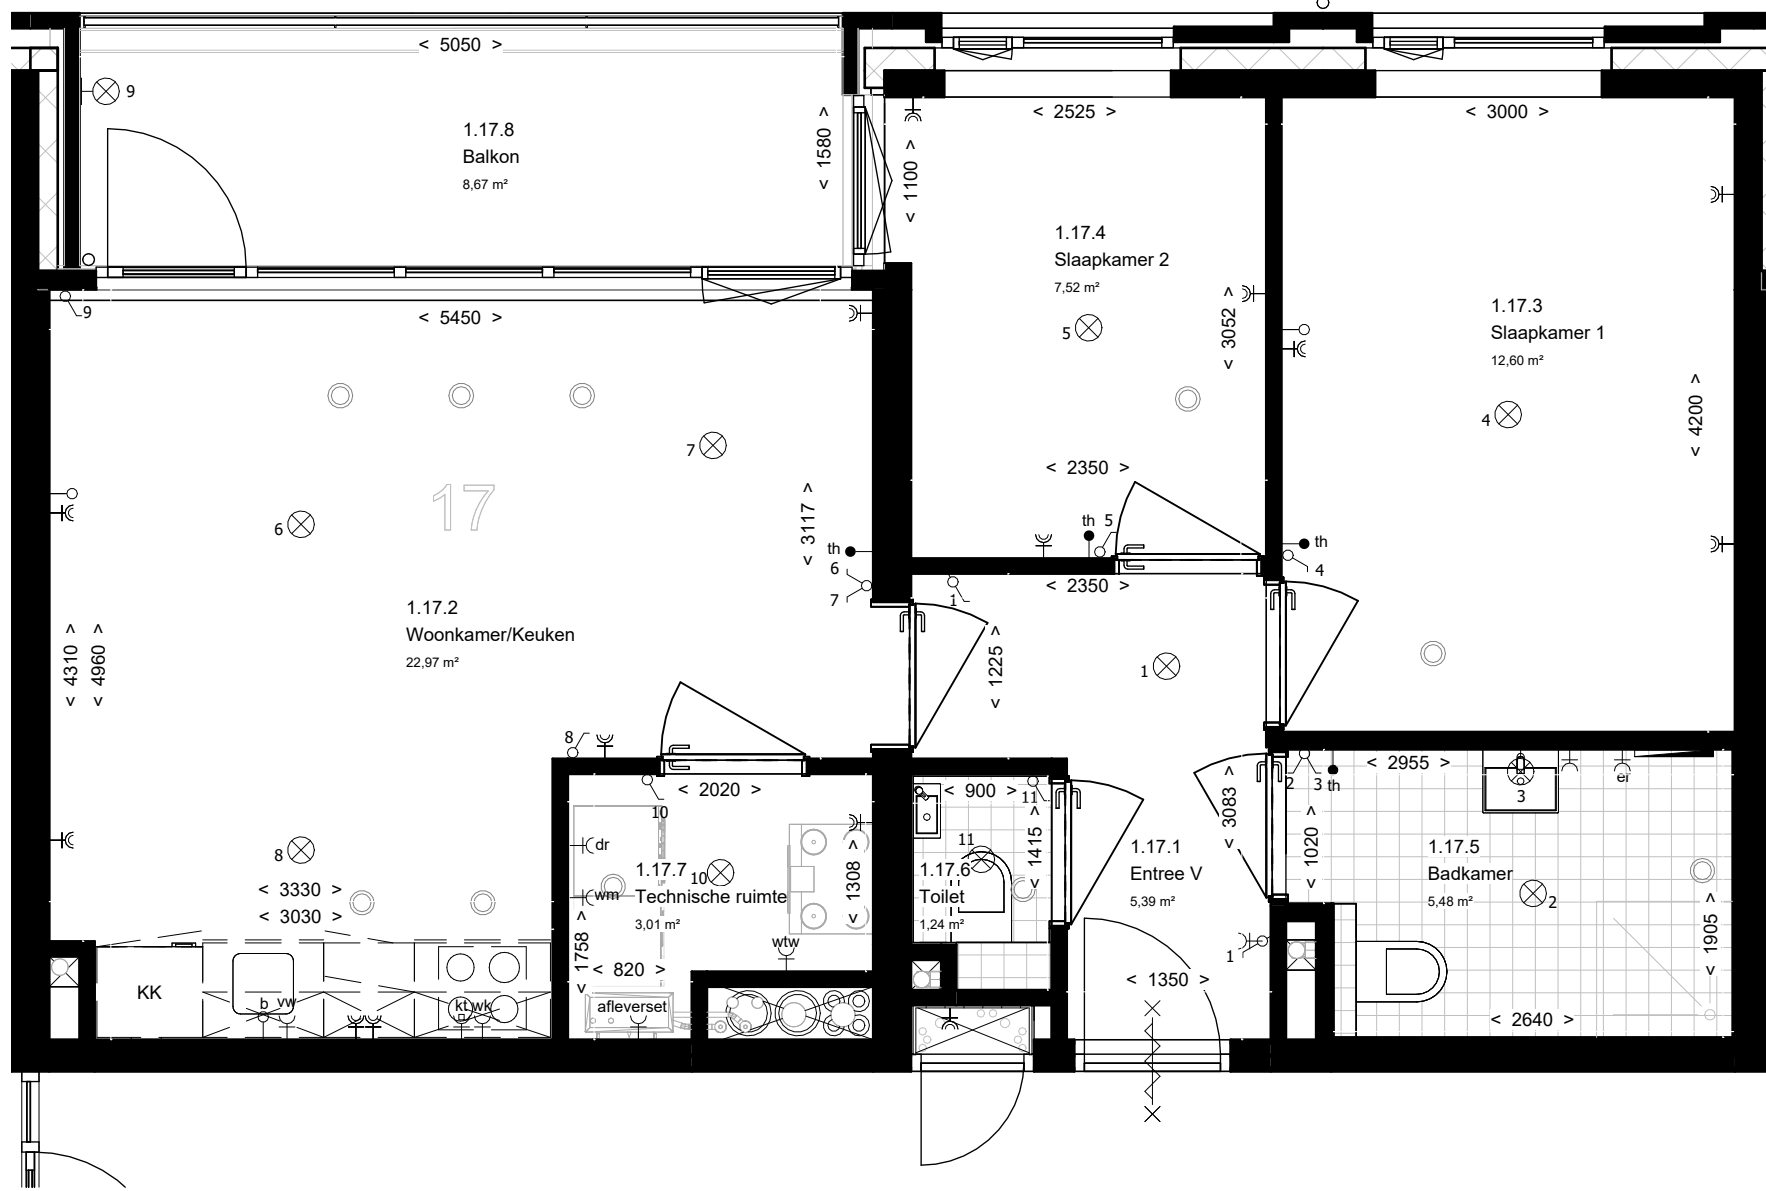 < 5050 >
9
1.17.8
Balkon
8,67 m²
< 1580 >
< 1100 >
< 2525 >
1.17.4
Slaapkamer 2
7,52 m²
5
< 3052 >
< 2350 >
th
5
< 3000 >
1.17.3
Slaapkamer 1
12,60 m²
4
< 4200 >
th
4
9
< 5450 >
7
6
17
< 3117 >
th
6
7
1.17.2
Woonkamer/Keuken
22,97 m²
< 4310 >
< 4960 >
8
8
< 3330 >
< 3030 >
KK
b
vw
kt
wk
< 2350 >
1
< 1225 >
1
< 2020 >
10
dr
1.17.7
10
Technische ruimte
wm
3,01 m²
< 1308 >
< 1758 >
wtw
< 820 >
afleverset
< 900 >
11
11
< 1415 >
1.17.6
Toilet
1,24 m²
1.17.1
Entree V
5,39 m²
< 3083 >
1
< 1350 >
2
3
th
< 2955 >
3
er
< 1020 >
1.17.5
Badkamer
5,48 m²
2
< 1905 >
< 2640 >